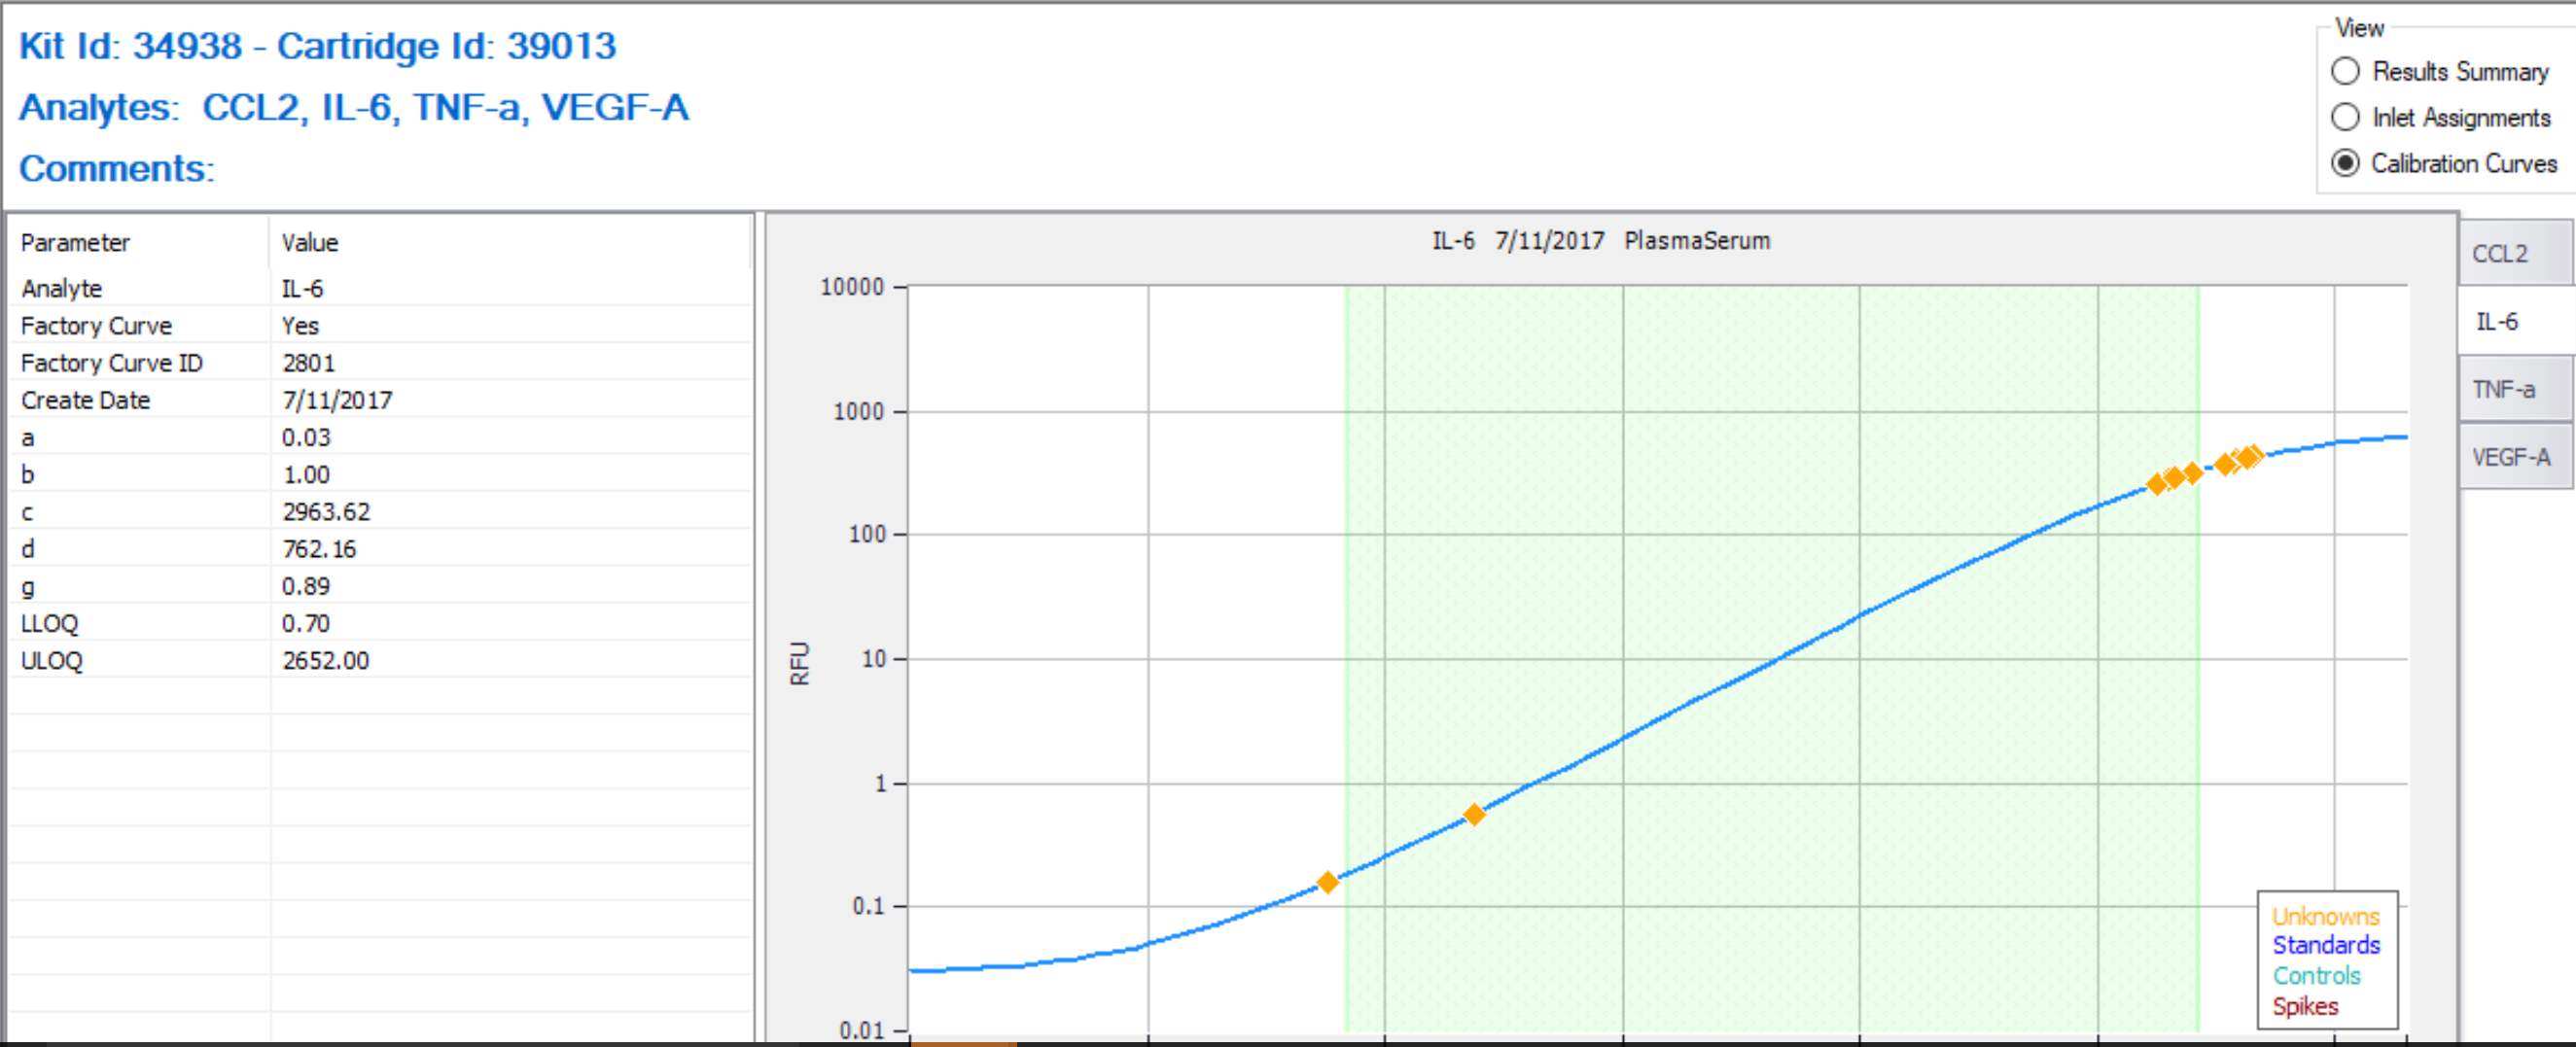 Kit Id: 34938 - Cartridge Id: 39013
Analytes:  CCL2, IL-6, TNF-a, VEGF-A
Comments:
View
Results Summary
Inlet Assignments
Calibration Curves
Parameter Value
Analyte IL-6
Factory Curve Yes
Factory Curve ID 2801
Create Date 7/11/2017
a 0.03
b 1.00
c 2963.62
d 762.16
g 0.89
LLOQ 0.70
ULOQ 2652.00
IL-6 7/11/2017 PlasmaSerum
10000
1000
100
10
1
0.1
0.01
RFU
Unknowns
Standards
Controls
Spikes
CCL2
IL-6
TNF-a
VEGF-A